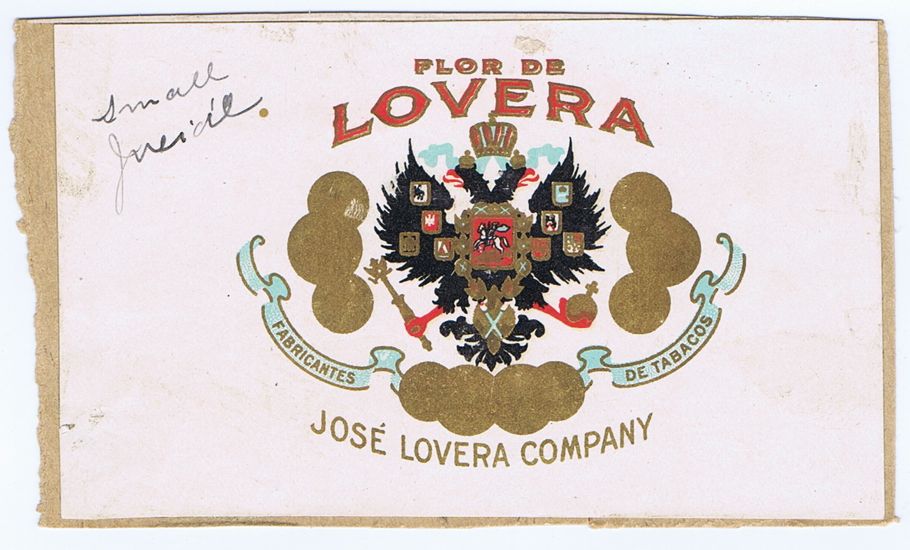 small
Inside.
FLOR DE
LOVERA
FABRICANTES
DE TABACOS
JOSÉ LOVERA COMPANY